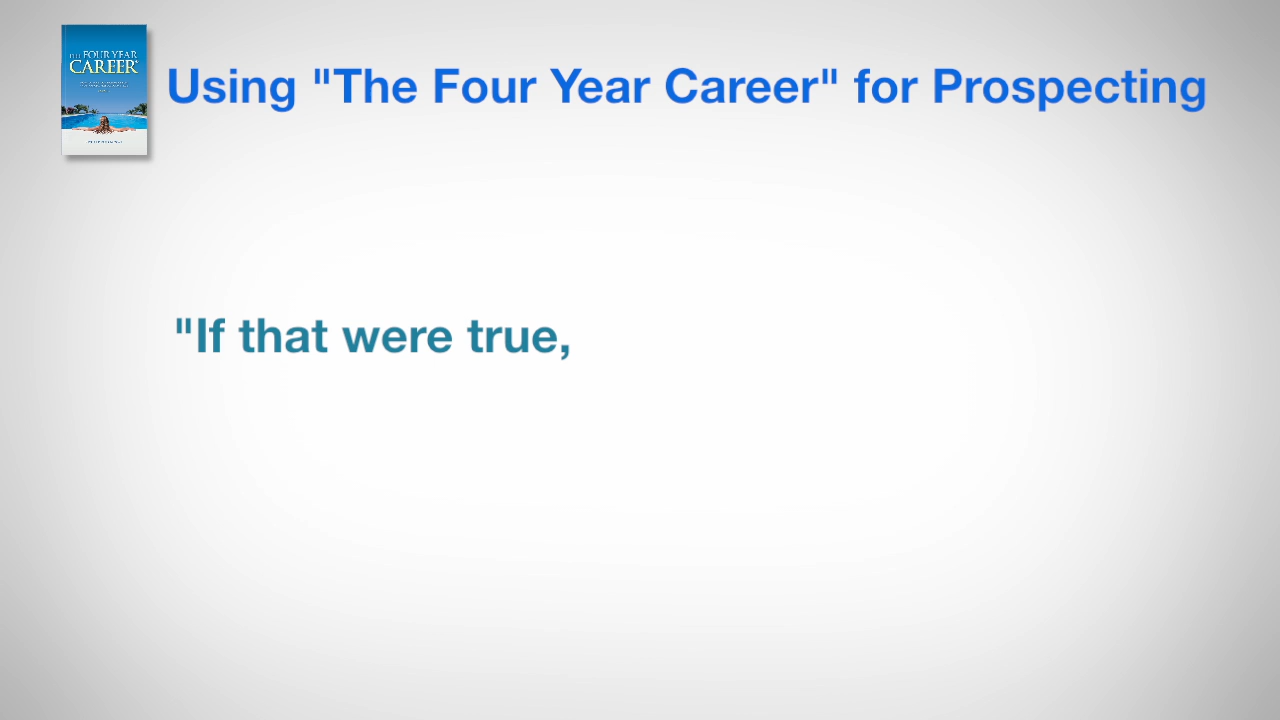 THE FOUR YEAR
CAREER
Using "The Four Year Career" for Prospecting
"If that were true,